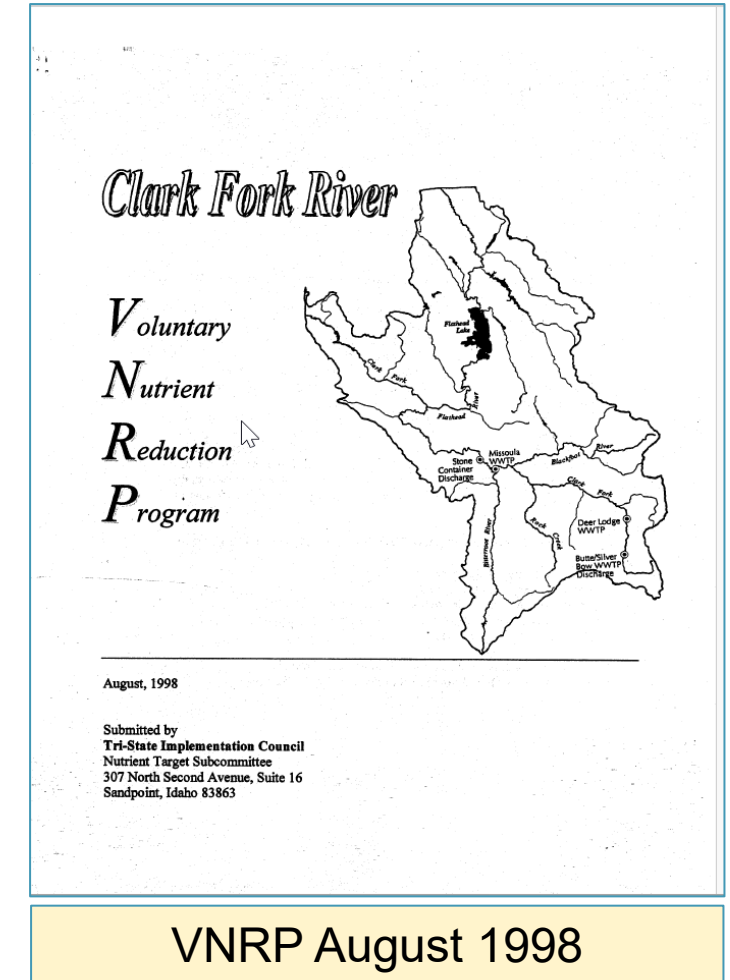 Clark Fork River
Voluntary
Nutrient
Reduction
Program
Flathead
Lake
Clark
Fork
River
Flathead
Stone
Container
Discharge
Missoula
WWTP
Blackfoot
River
Clark
Fork
Bitterroot River
Rock
Creek
Deer Lodge
WWTP
Butte/Silver
Bow WWTP
Discharge
August, 1998
Submitted by
Tri-State Implementation Council
Nutrient Target Subcommittee
307 North Second Avenue, Suite 16
Sandpoint, Idaho 83863
VNRP August 1998